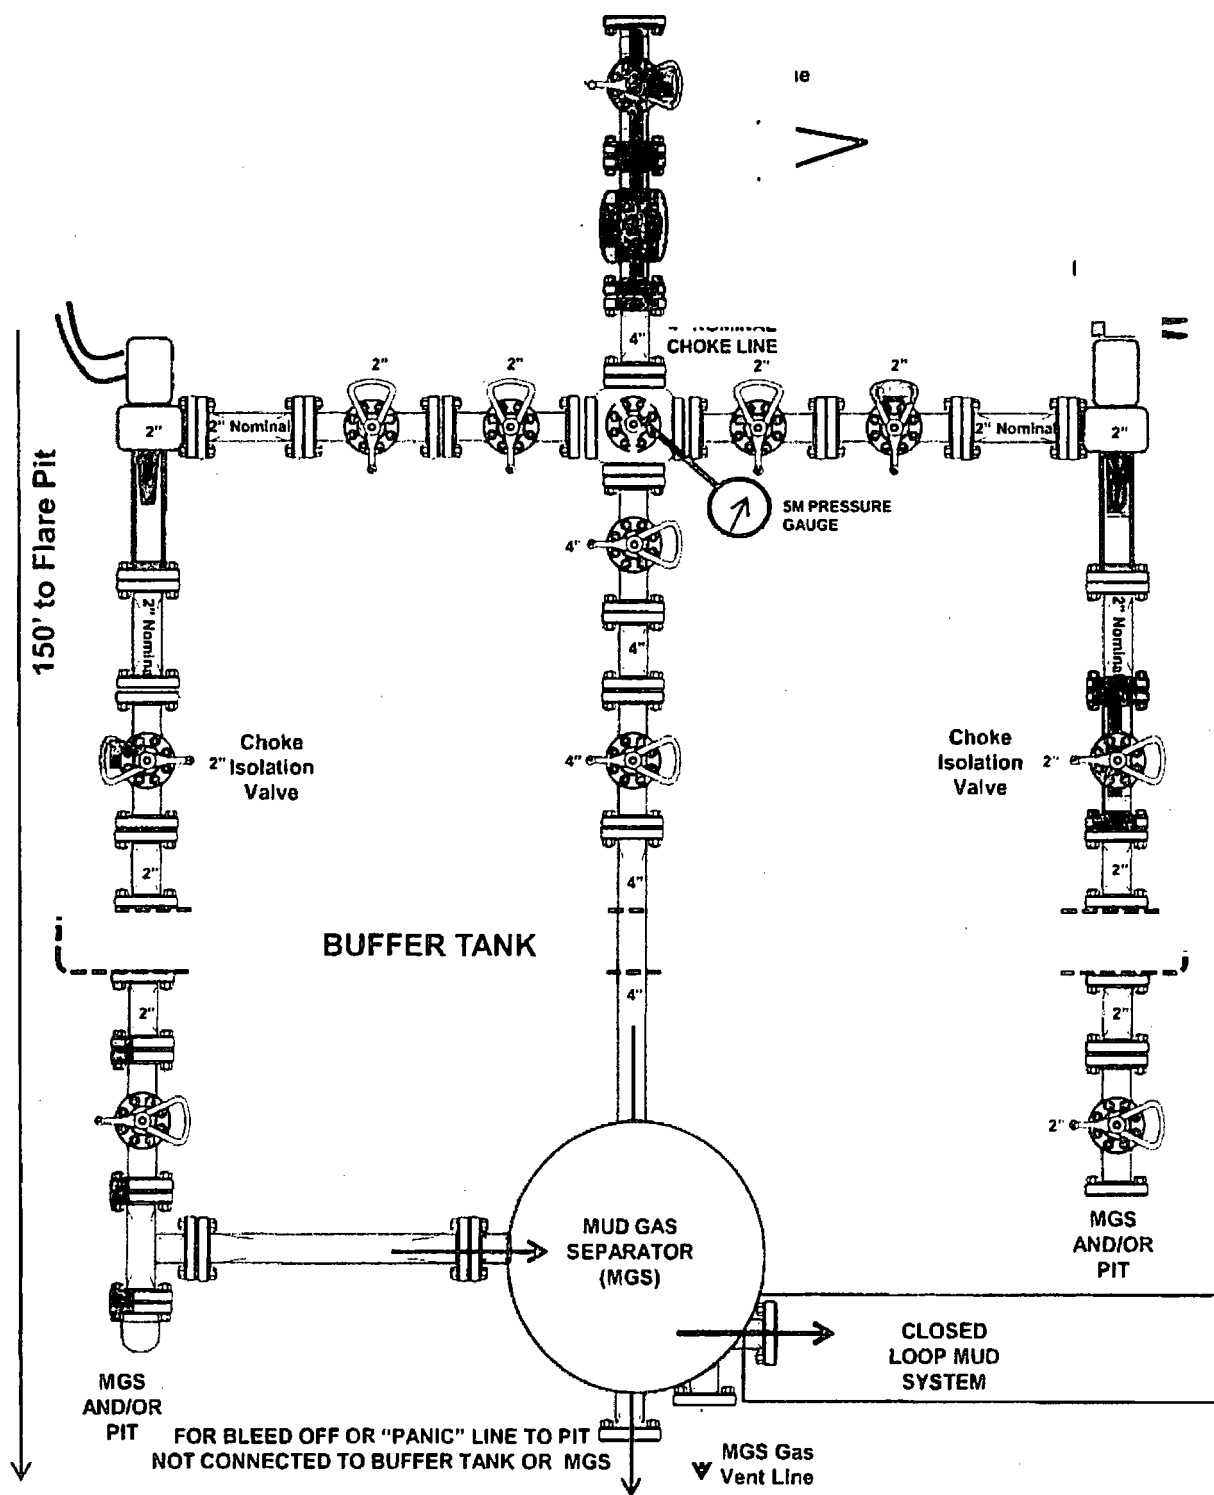 4"
CHOKE LINE
2"
2"
2"
2"
2"
2" Nominal
2" Nominal
2"
5M PRESSURE
GAUGE
150' to Flare Pit
4"
2" Nominal
4"
2" Nominal
Choke
Isolation
Valve
2"
4"
Choke
Isolation
Valve
2"
2"
4"
2"
BUFFER TANK
4"
2"
2"
2"
MUD GAS
SEPARATOR
(MGS)
MGS
AND/OR
PIT
CLOSED
LOOP MUD
SYSTEM
MGS
AND/OR
PIT
FOR BLEED OFF OR "PANIC" LINE TO PIT
NOT CONNECTED TO BUFFER TANK OR MGS
MGS Gas
Vent Line